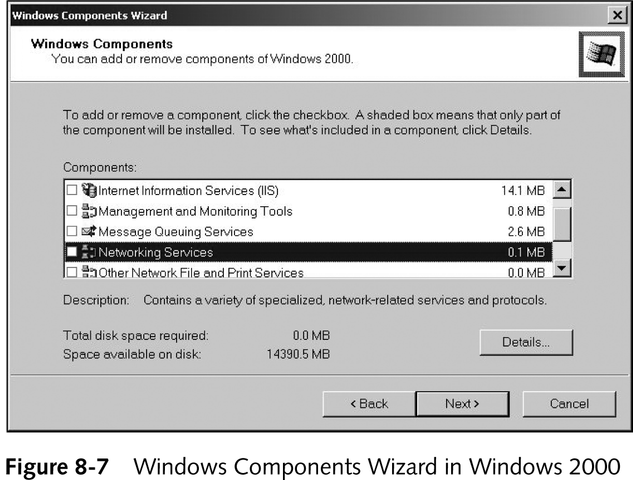 Windows Components Wizard
Windows Components
You can add or remove components of Windows 2000.
To add or remove a component, click the checkbox. A shaded box means that only part of
the component will be installed. To see what's included in a component, click Details.
Components:
Internet Information Services (IIS) 14.1 MB
Management and Monitoring Tools 0.8 MB
Message Queuing Services 2.6 MB
Networking Services 0.1 MB
Other Network File and Print Services 0.0 MB
Description: Contains a variety of specialized, network-related services and protocols.
Total disk space required: 0.0 MB
Space available on disk: 14390.5 MB
Details...
< Back Next > Cancel
Figure 8-7 Windows Components Wizard in Windows 2000